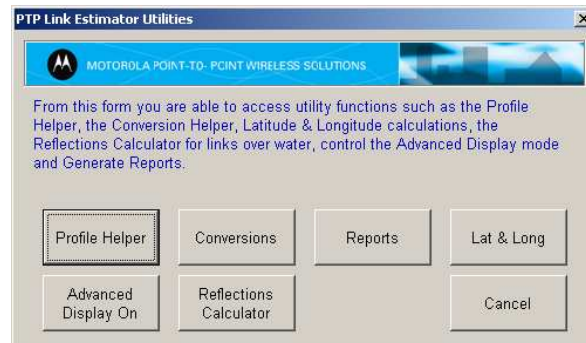 PTP Link Estimator Utilities
MOTOROLA POINT-TO- POINT WIRELESS SOLUTIONS
From this form you are able to access utility functions such as the Profile
Helper, the Conversion Helper, Latitude & Longitude calculations, the
Reflections Calculator for links over water, control the Advanced Display mode
and Generate Reports.
Profile Helper Conversions Reports Lat & Long
Advanced
Display On
Reflections
Calculator
Cancel